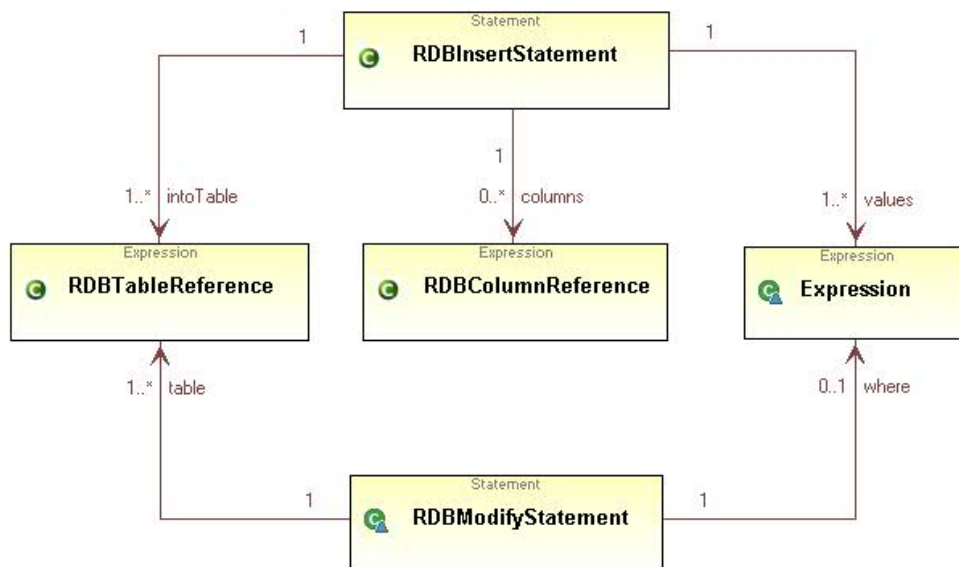 Statement
RDBInsertStatement
1
1
1
1..* intoTable
0..* columns
1..* values
Expression
RDBTableReference
Expression
RDBColumnReference
Expression
Expression
1..* table
0..1 where
Statement
RDBModifyStatement
1
1